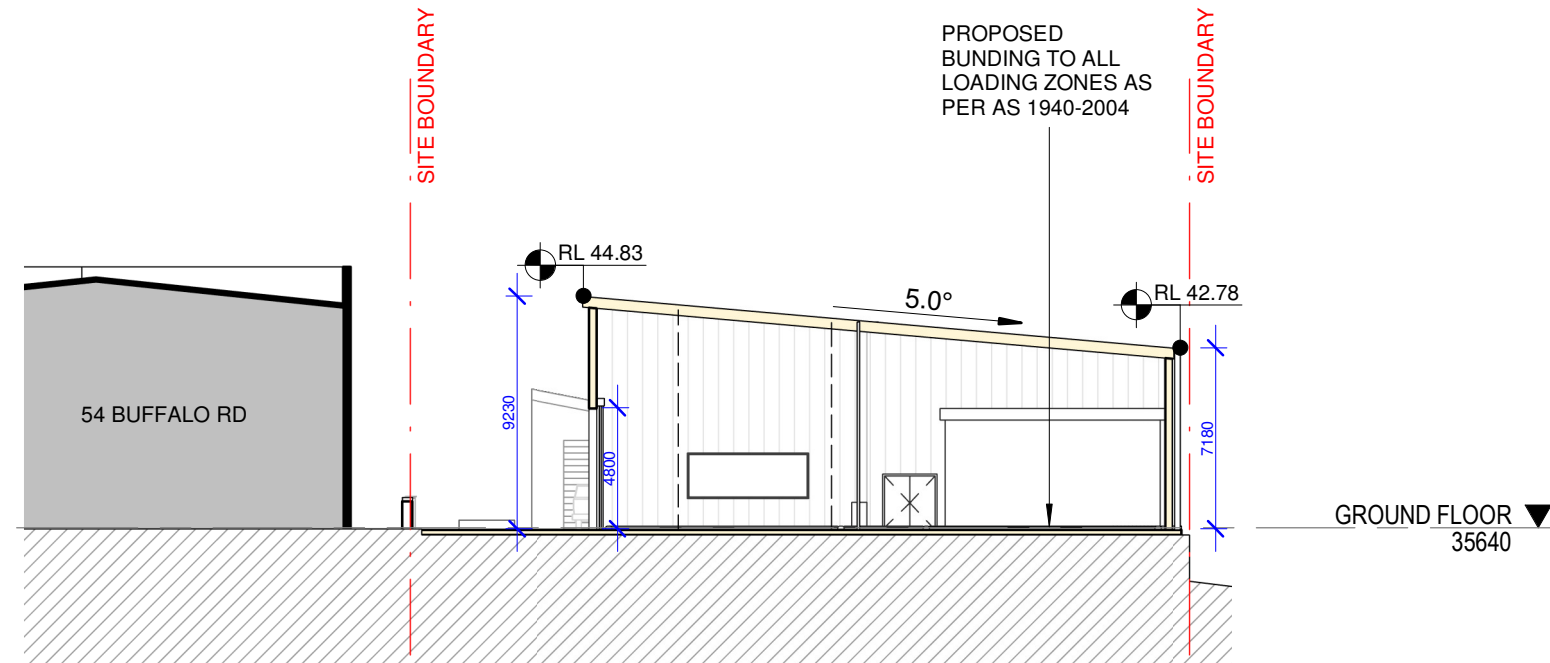 SITE BOUNDARY
SITE BOUNDARY
PROPOSED
BUNDING TO ALL
LOADING ZONES AS
PER AS 1940-2004
RL 44.83
RL 42.78
5.0°
54 BUFFALO RD
9230
4800
7180
GROUND FLOOR
35640